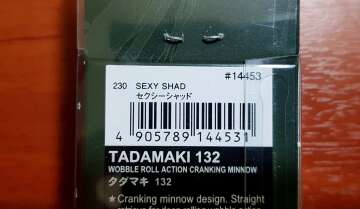 #14453
230 SEXY SHAD
セクシーシャッド
4 905789 144531
TADAMAKI 132
WOBBLE ROLL ACTION CRANKING MINNOW
タダマキ 132
★Cranking minnow design. Straight